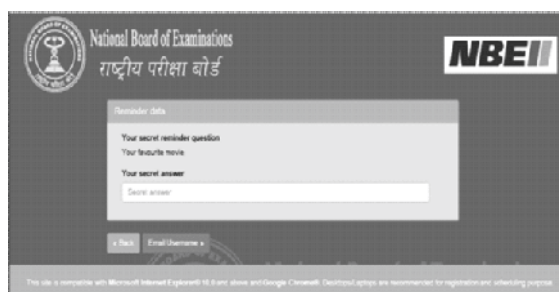 National Board of Examinations
राष्ट्रीय परीक्षा बोर्ड
NBE
Reminder data
Your secret reminder question
Your favourite movie
Your secret answer
Secret answer
« Back
Email Username »
This site is compatible with Microsoft Internet Explorer® 10.0 and above and Google Chrome®. Desktops/Laptops are recommended for registration and scheduling purpose.